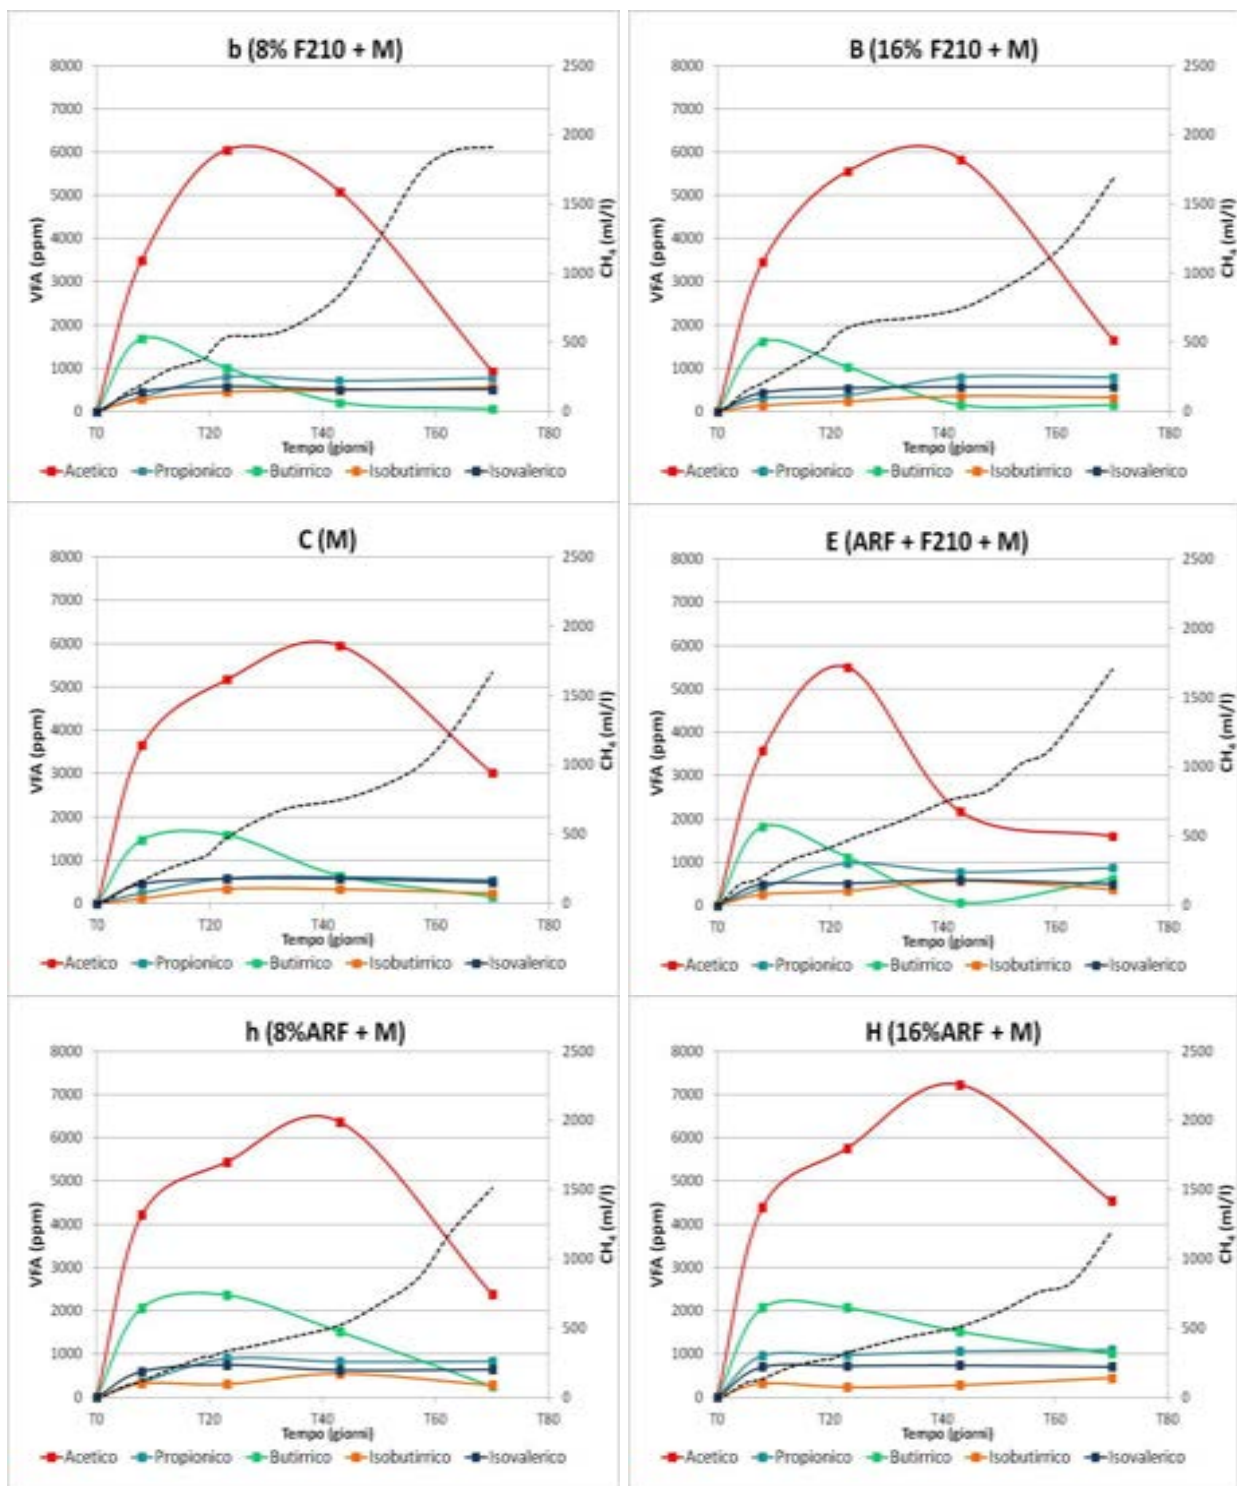 b (8% F210 + M)
8000
7000
6000
5000
4000
3000
2000
1000
0
VFA (ppm)
2500
2000
1500
1000
500
0
CH₄ (ml/l)
T0 T20 T40 T60 T80
Tempo (giorni)
Acetico Propionico Butirrico Isobutirrico Isovalerico
B (16% F210 + M)
8000
7000
6000
5000
4000
3000
2000
1000
0
VFA (ppm)
2500
2000
1500
1000
500
0
CH₄ (ml/l)
T0 T20 T40 T60 T80
Tempo (giorni)
Acetico Propionico Butirrico Isobutirrico Isovalerico
C (M)
8000
7000
6000
5000
4000
3000
2000
1000
0
VFA (ppm)
2500
2000
1500
1000
500
0
CH₄ (ml/l)
T0 T20 T40 T60 T80
Tempo (giorni)
Acetico Propionico Butirrico Isobutirrico Isovalerico
E (ARF + F210 + M)
8000
7000
6000
5000
4000
3000
2000
1000
0
VFA (ppm)
2500
2000
1500
1000
500
0
CH₄ (ml/l)
T0 T20 T40 T60 T80
Tempo (giorni)
Acetico Propionico Butirrico Isobutirrico Isovalerico
h (8%ARF + M)
8000
7000
6000
5000
4000
3000
2000
1000
0
VFA (ppm)
2500
2000
1500
1000
500
0
CH₄ (ml/l)
T0 T20 T40 T60 T80
Tempo (giorni)
Acetico Propionico Butirrico Isobutirrico Isovalerico
H (16%ARF + M)
8000
7000
6000
5000
4000
3000
2000
1000
0
VFA (ppm)
2500
2000
1500
1000
500
0
CH₄ (ml/l)
T0 T20 T40 T60 T80
Tempo (giorni)
Acetico Propionico Butirrico Isobutirrico Isovalerico